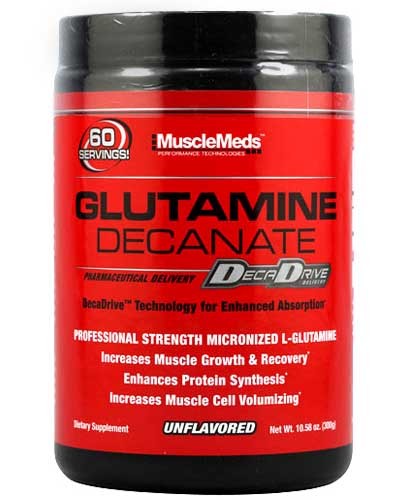 60
SERVINGS!
MuscleMeds™
PERFORMANCE TECHNOLOGIES
GLUTAMINE
DECANATE
PHARMACEUTICAL DELIVERY
DECADRIVE
DELIVERY
DecaDrive™ Technology for Enhanced Absorption*
PROFESSIONAL STRENGTH MICRONIZED L-GLUTAMINE
Increases Muscle Growth & Recovery*
Enhances Protein Synthesis*
Increases Muscle Cell Volumizing*
Dietary Supplement UNFLAVORED Net Wt. 10.58 oz. (300g)